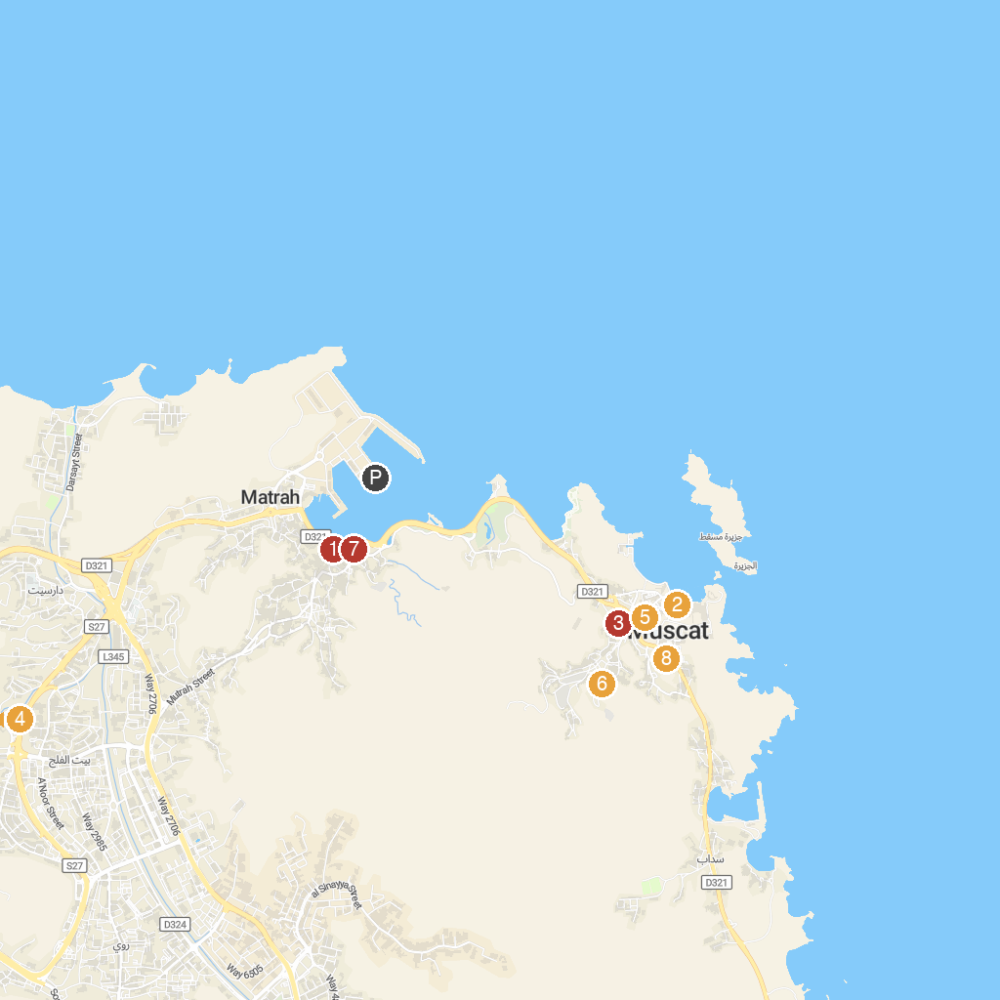 Darsayt Street
P
Matrah
D321
1
7
جزيرة مسقط
الجزيرة
D321
دارسيت
D321
2
5
3
Muscat
S27
L345
8
Mutrah Street
Way 2706
6
4
بيت الفلج
A'Noor Street
Way 2706
Way 2985
سداب
S27
D321
al Sinayya Street
D324
روي
Way 6505